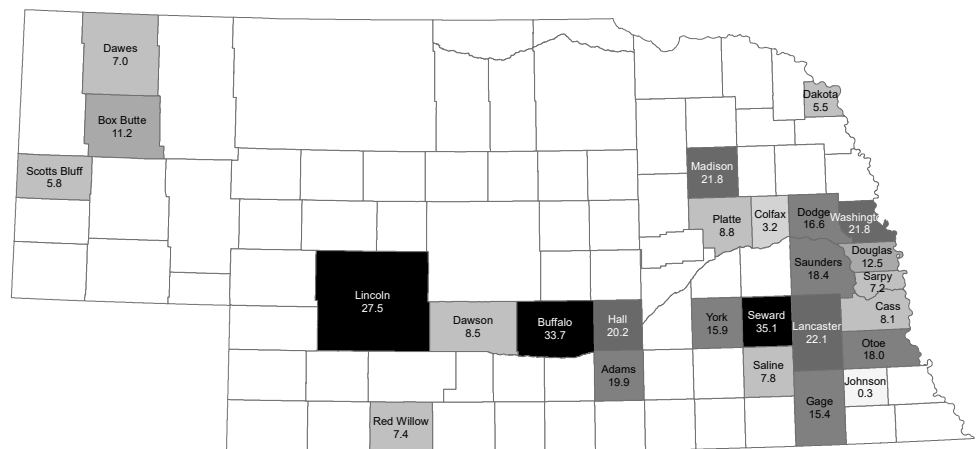 Dawes
7.0
Box Butte
11.2
Scotts Bluff
5.8
Dakota
5.5
Madison
21.8
Platte
8.8
Colfax
3.2
Dodge
16.6
Washington
21.8
Douglas
12.5
Saunders
18.4
Sarpy
7.2
Lincoln
27.5
Dawson
8.5
Buffalo
33.7
Hall
20.2
York
15.9
Seward
35.1
Lancaster
22.1
Cass
8.1
Otoe
18.0
Adams
19.9
Saline
7.8
Johnson
0.3
Gage
15.4
Red Willow
7.4